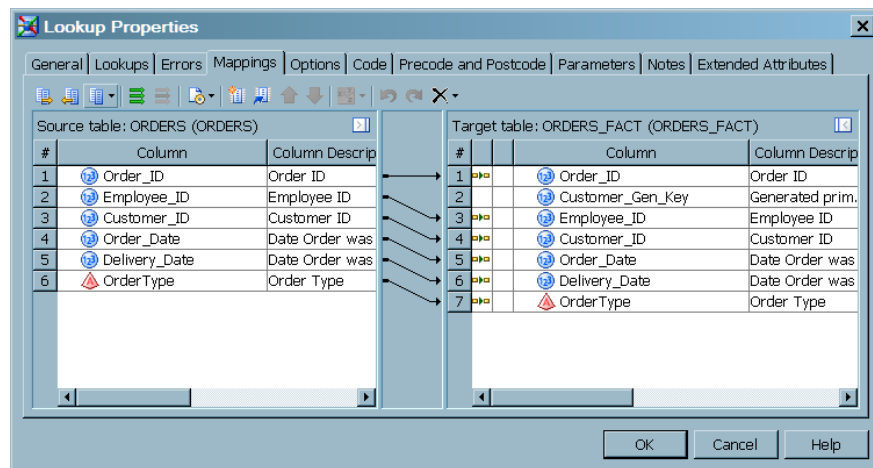 Lookup Properties
General Lookups Errors Mappings Options Code Precode and Postcode Parameters Notes Extended Attributes
Source table: ORDERS (ORDERS)
# Column Column Descrip
1 Order_ID Order ID
2 Employee_ID Employee ID
3 Customer_ID Customer ID
4 Order_Date Date Order was
5 Delivery_Date Date Order was
6 OrderType Order Type
Target table: ORDERS_FACT (ORDERS_FACT)
# Column Column Descrip
1 Order_ID Order ID
2 Customer_Gen_Key Generated prim.
3 Employee_ID Employee ID
4 Customer_ID Customer ID
5 Order_Date Date Order was
6 Delivery_Date Date Order was
7 OrderType Order Type
OK Cancel Help